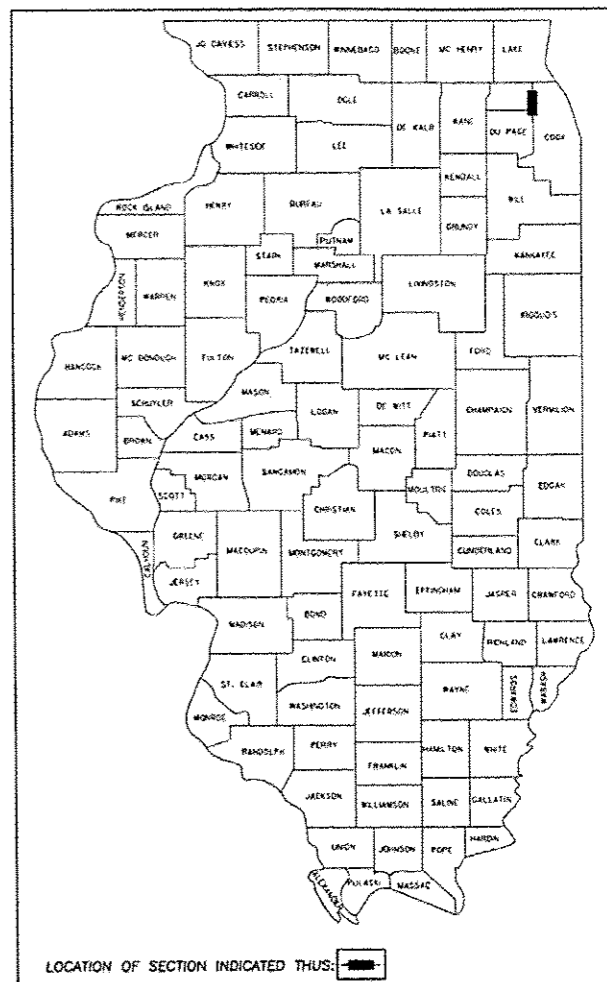 JO DAVIESS STEPHENSON WINNEBAGO BOONE MC HENRY LAKE
CARROLL OGLE DE KALB KANE DU PAGE COOK
WHITESIDE LEE
KENDALL
ROCK ISLAND HENRY BUREAU LA SALLE GRUNDY WILL
MERCER PUTNAM
STARK MARSHALL KANKAKEE
HENDERSON WARREN KNOX PEORIA WOODFORD LIVINGSTON IROQUOIS
HANCOCK MC DONOUGH FULTON TAZEWELL MC LEAN FORD
MASON
SCHUYLER LOGAN DE WITT CHAMPAIGN VERMILION
ADAMS BROWN CASS MENARD MACON PIATT
MORGAN SANGAMON DOUGLAS
PIKE SCOTT CHRISTIAN MOULTRIE EDGAR
COLES
GREENE SHELBY
CALHOUN MACOUPIN MONTGOMERY CUMBERLAND CLARK
JERSEY
FAYETTE EFFINGHAM JASPER CRAWFORD
MADISON BOND
CLAY RICHLAND LAWRENCE
CLINTON MARION
ST. CLAIR WAYNE EDWARDS WABASH
WASHINGTON JEFFERSON
MONROE
RANDOLPH PERRY HAMILTON WHITE
FRANKLIN
JACKSON WILLIAMSON SALINE GALLATIN
UNION JOHNSON POPE HARDIN
ALEXANDER PULASKI MASSAC
LOCATION OF SECTION INDICATED THUS: